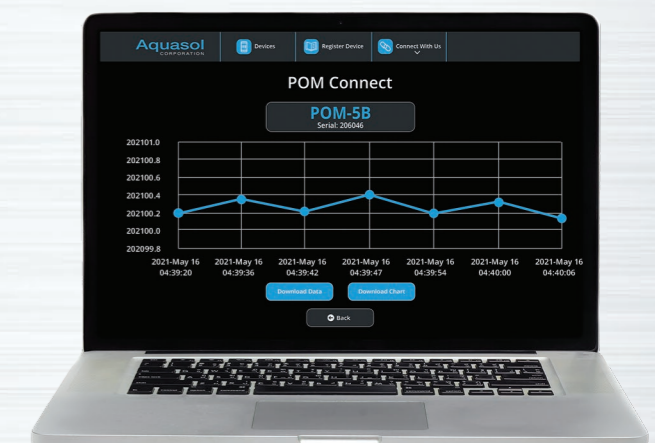 Aquasol
CORPORATION
Devices
Register Device
Connect With Us
POM Connect
POM-5B
Serial: 206046
202101.0
202100.8
202100.6
202100.4
202100.2
202100.0
202099.8
2021-May 16 2021-May 16 2021-May 16 2021-May 16 2021-May 16 2021-May 16 2021-May 16
04:39:20 04:39:36 04:39:42 04:39:47 04:39:54 04:40:00 04:40:06
Download Data Download Chart
Back